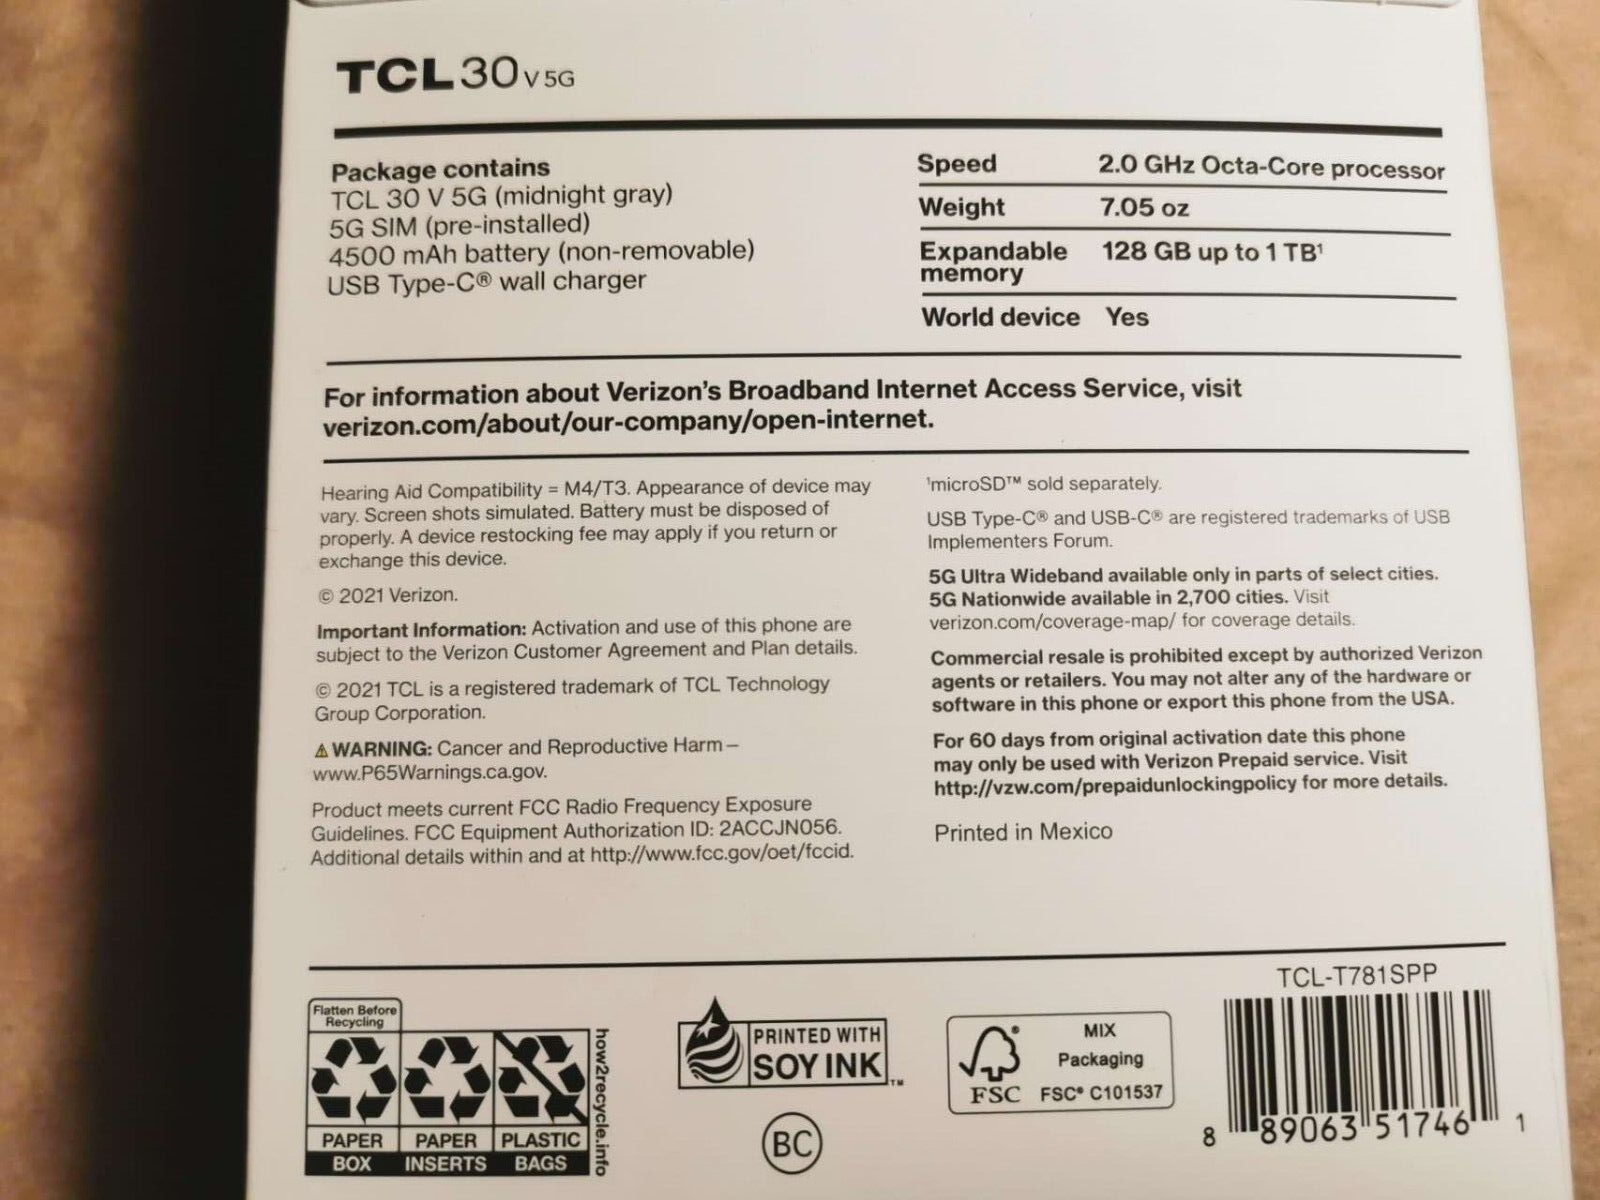 TCL 30 V 5G
Package contains
TCL 30 V 5G (midnight gray)
5G SIM (pre-installed)
4500 mAh battery (non-removable)
USB Type-C® wall charger
Speed 2.0 GHz Octa-Core processor
Weight 7.05 oz
Expandable memory 128 GB up to 1 TB¹
World device Yes
For information about Verizon's Broadband Internet Access Service, visit
verizon.com/about/our-company/open-internet.
Hearing Aid Compatibility = M4/T3. Appearance of device may
vary. Screen shots simulated. Battery must be disposed of
properly. A device restocking fee may apply if you return or
exchange this device.
© 2021 Verizon.
Important Information: Activation and use of this phone are
subject to the Verizon Customer Agreement and Plan details.
© 2021 TCL is a registered trademark of TCL Technology
Group Corporation.
⚠ WARNING: Cancer and Reproductive Harm –
www.P65Warnings.ca.gov.
Product meets current FCC Radio Frequency Exposure
Guidelines. FCC Equipment Authorization ID: 2ACCJN056.
Additional details within and at http://www.fcc.gov/oet/fccid.
¹microSD™ sold separately.
USB Type-C® and USB-C® are registered trademarks of USB
Implementers Forum.
5G Ultra Wideband available only in parts of select cities.
5G Nationwide available in 2,700 cities. Visit
verizon.com/coverage-map/ for coverage details.
Commercial resale is prohibited except by authorized Verizon
agents or retailers. You may not alter any of the hardware or
software in this phone or export this phone from the USA.
For 60 days from original activation date this phone
may only be used with Verizon Prepaid service. Visit
http://vzw.com/prepaidunlockingpolicy for more details.
Printed in Mexico
Flatten Before
Recycling
PAPER PAPER PLASTIC
BOX INSERTS BAGS
how2recycle.info
PRINTED WITH
SOY INK™
BC
FSC®
MIX
Packaging
FSC® C101537
TCL-T781SPP
8 89063 51746 1